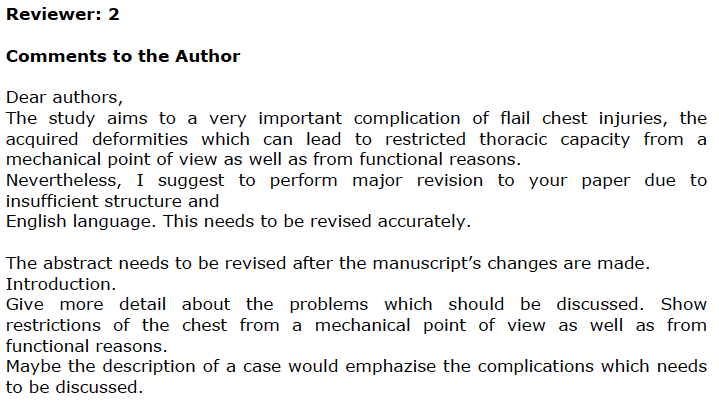 Reviewer: 2
Comments to the Author
Dear authors,
The study aims to a very important complication of flail chest injuries, the
acquired deformities which can lead to restricted thoracic capacity from a
mechanical point of view as well as from functional reasons.
Nevertheless, I suggest to perform major revision to your paper due to
insufficient structure and
English language. This needs to be revised accurately.
The abstract needs to be revised after the manuscript’s changes are made.
Introduction.
Give more detail about the problems which should be discussed. Show
restrictions of the chest from a mechanical point of view as well as from
functional reasons.
Maybe the description of a case would emphazise the complications which needs
to be discussed.